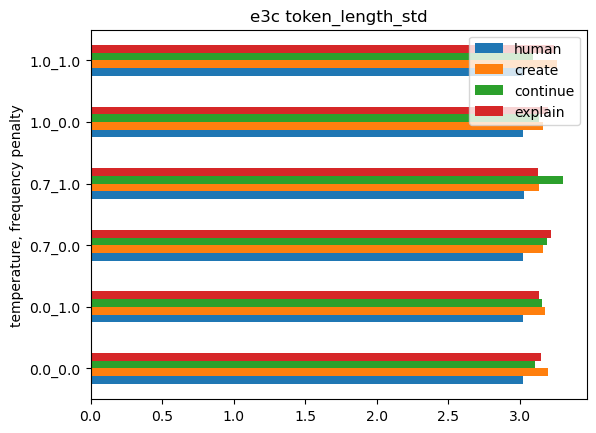 e3c token_length_std
temperature, frequency penalty
1.0_1.0
1.0_0.0
0.7_1.0
0.7_0.0
0.0_1.0
0.0_0.0
human
create
continue
explain
0.0 0.5 1.0 1.5 2.0 2.5 3.0